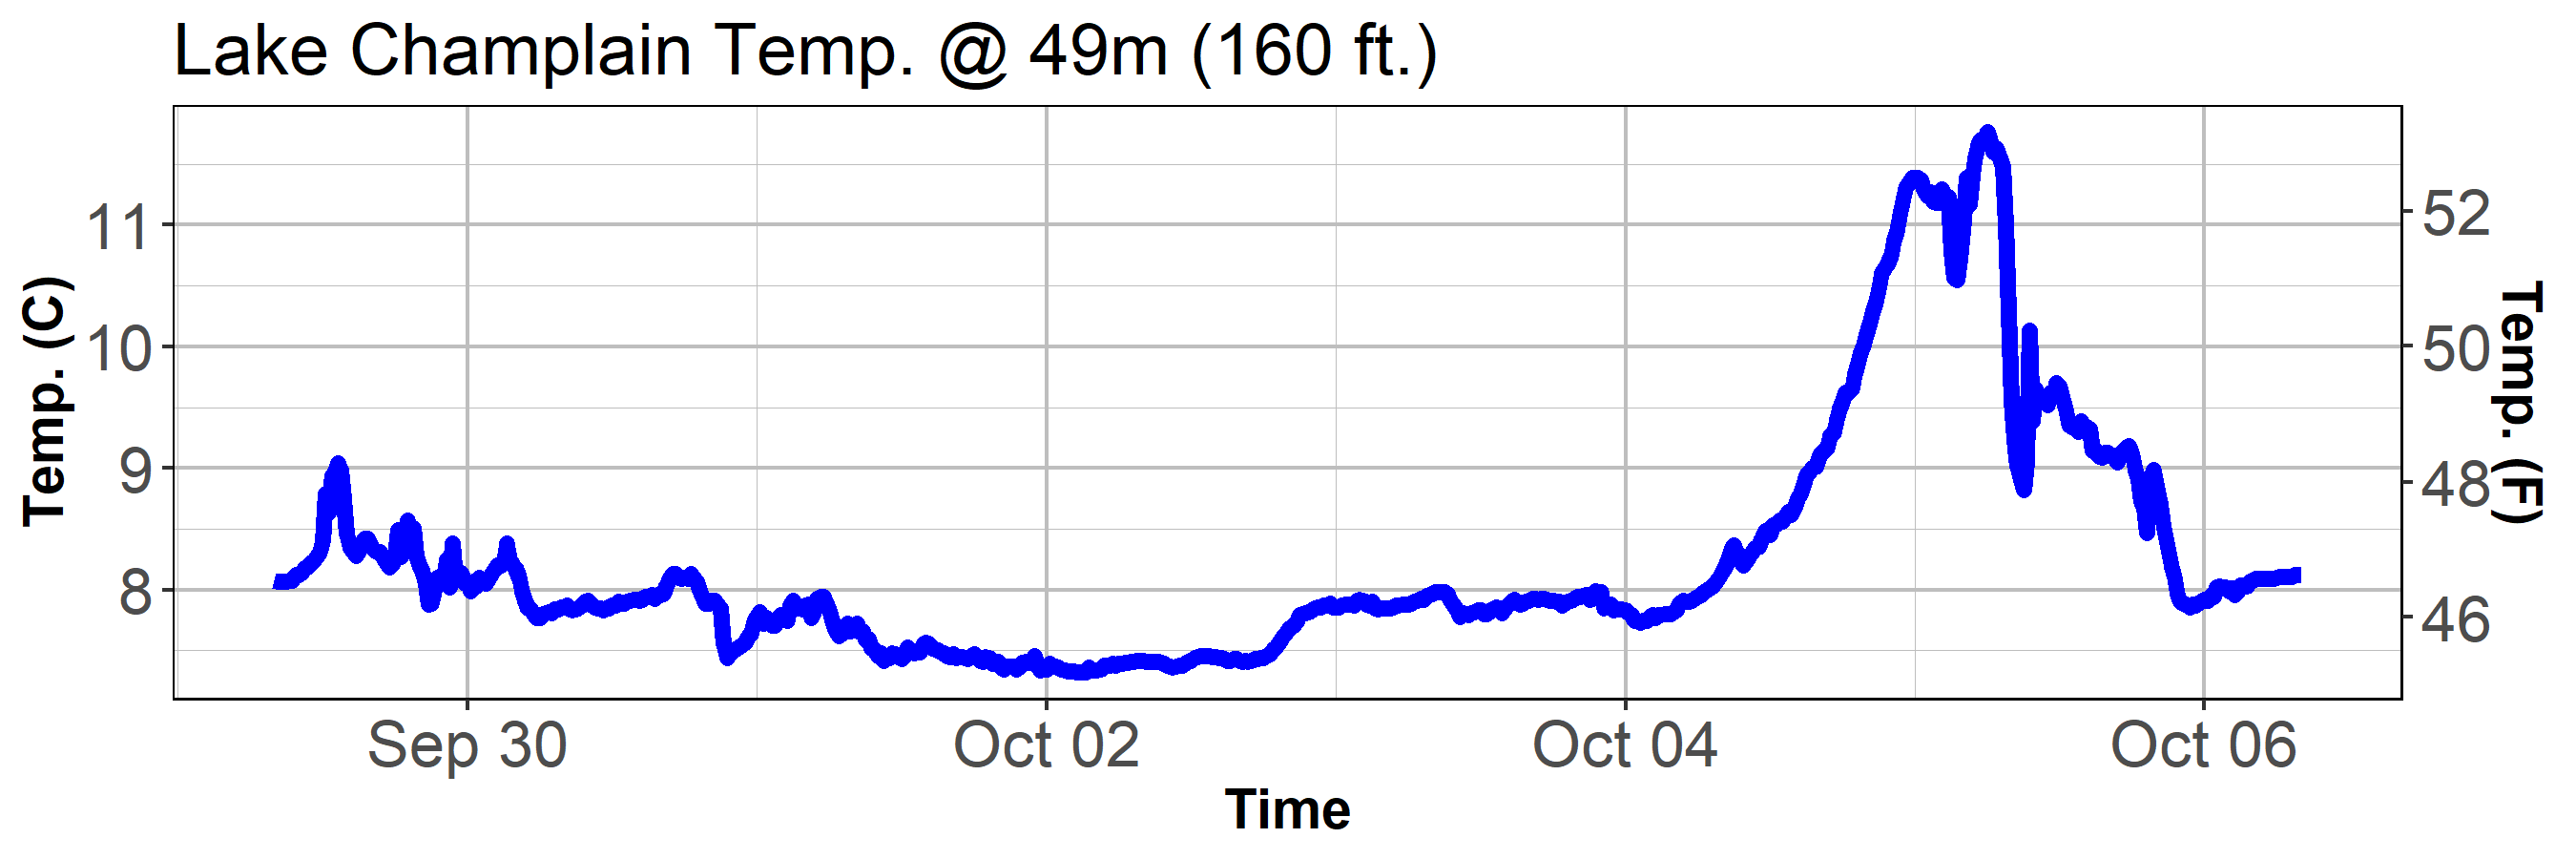 Lake Champlain Temp. @ 49m (160 ft.)
11
10
9
8
Temp. (C)
52
50
48
46
Temp. (F)
Sep 30
Oct 02
Oct 04
Oct 06
Time